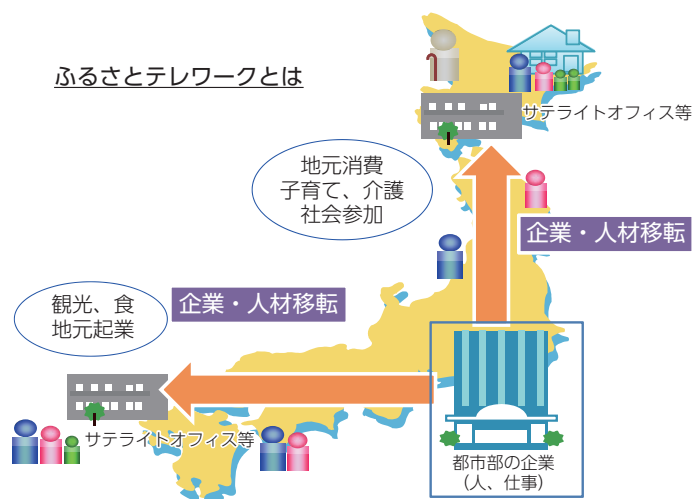 ふるさとテレワークとは
サテライトオフィス等
地元消費
子育て、介護
社会参加
企業・人材移転
企業・人材移転
観光、食
地元起業
サテライトオフィス等
都市部の企業
(人、仕事)